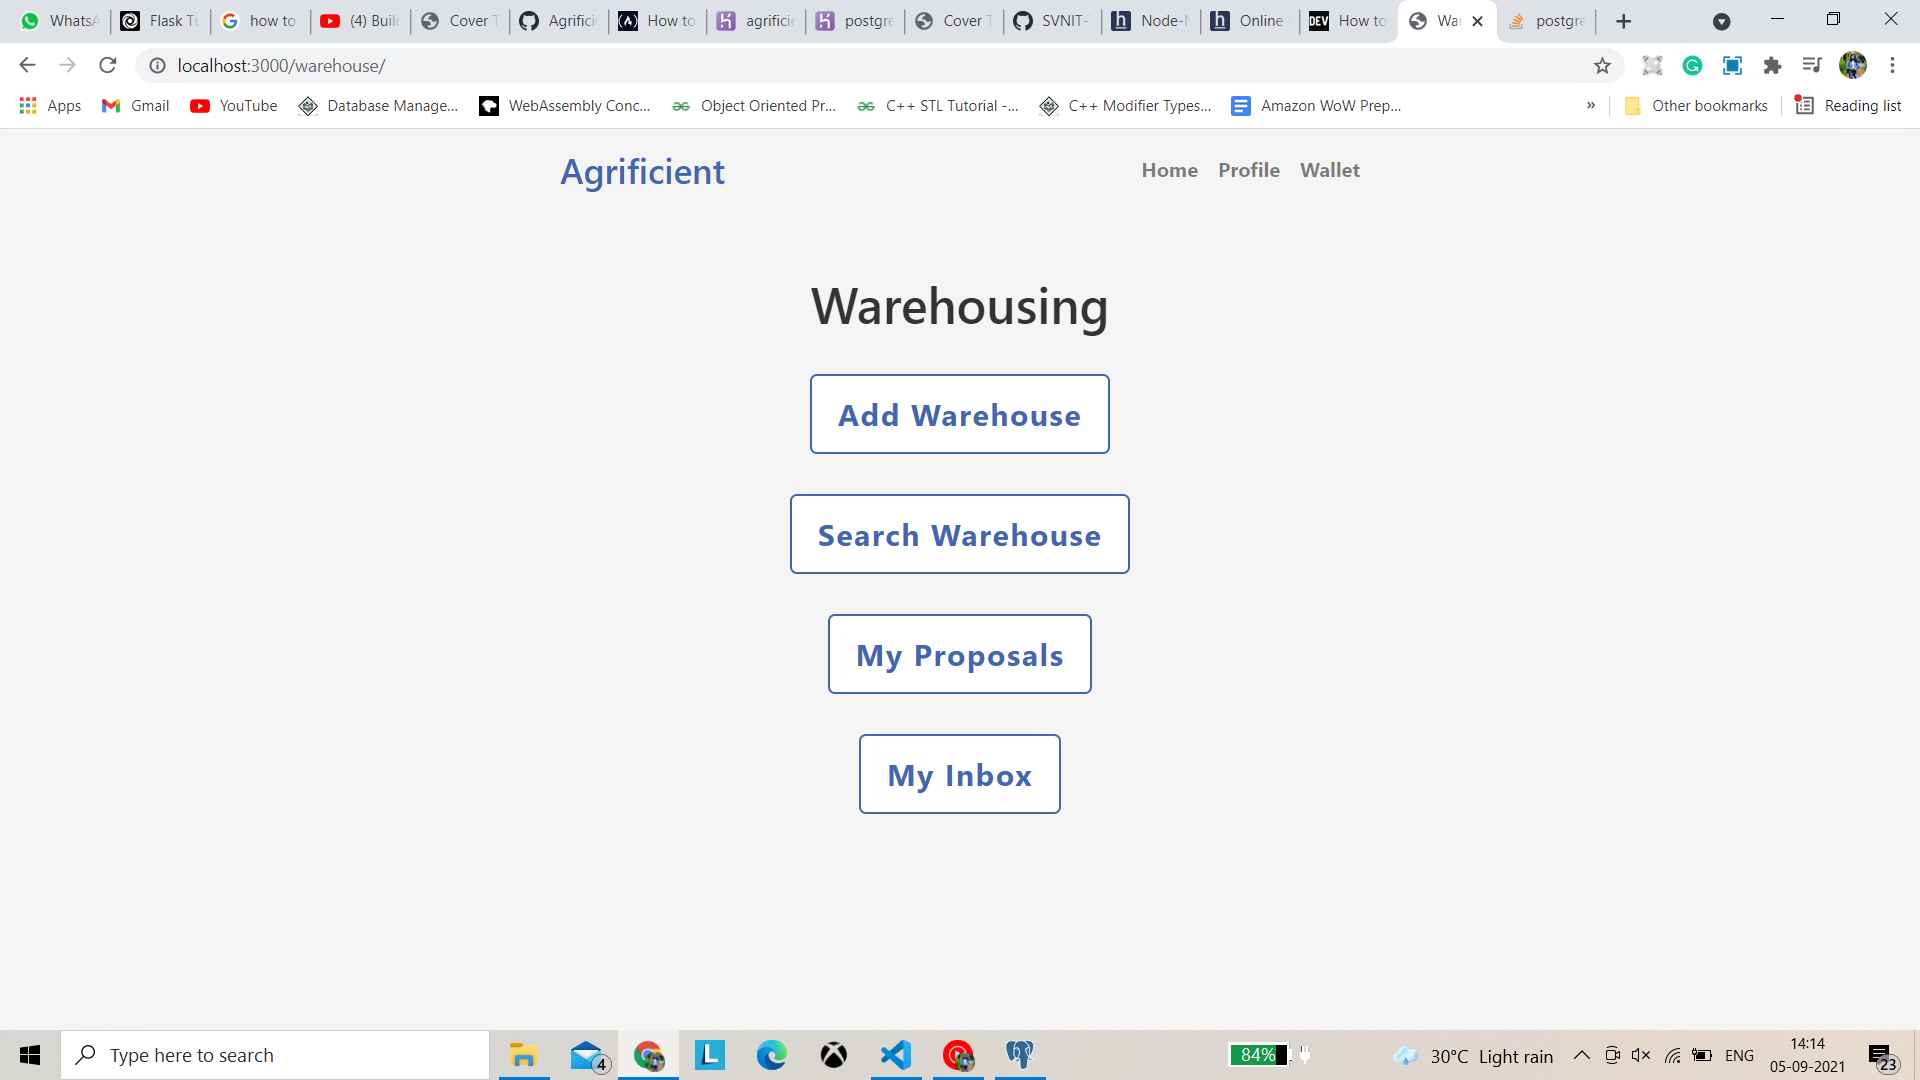 WhatsA Flask Tu how to (4) Build Cover T Agrificie How to agrificie postgre Cover T SVNIT- Node-N Online How to Wa postgre
localhost:3000/warehouse/
Apps Gmail YouTube Database Manage... WebAssembly Conc... Object Oriented Pr... C++ STL Tutorial -... C++ Modifier Types... Amazon WoW Prep... » Other bookmarks Reading list
Agrificient Home Profile Wallet
Warehousing
Add Warehouse
Search Warehouse
My Proposals
My Inbox
Type here to search 4 84% 30°C Light rain ENG 14:14
05-09-2021 23